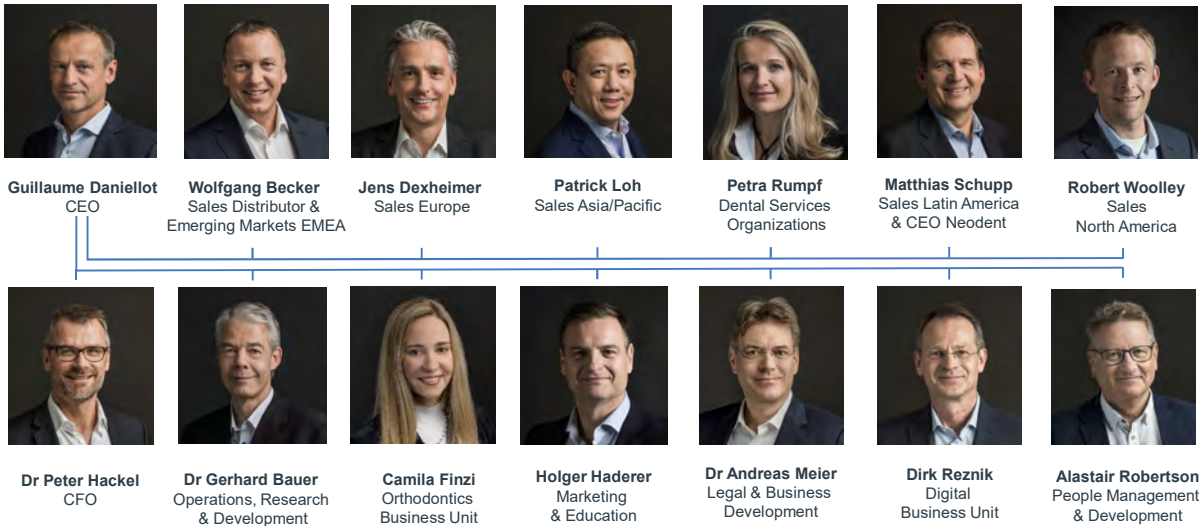 Guillaume Daniellot
CEO
Wolfgang Becker
Sales Distributor &
Emerging Markets EMEA
Jens Dexheimer
Sales Europe
Patrick Loh
Sales Asia/Pacific
Petra Rumpf
Dental Services
Organizations
Matthias Schupp
Sales Latin America
& CEO Neodent
Robert Woolley
Sales
North America
Dr Peter Hackel
CFO
Dr Gerhard Bauer
Operations, Research
& Development
Camila Finzi
Orthodontics
Business Unit
Holger Haderer
Marketing
& Education
Dr Andreas Meier
Legal & Business
Development
Dirk Reznik
Digital
Business Unit
Alastair Robertson
People Management
& Development